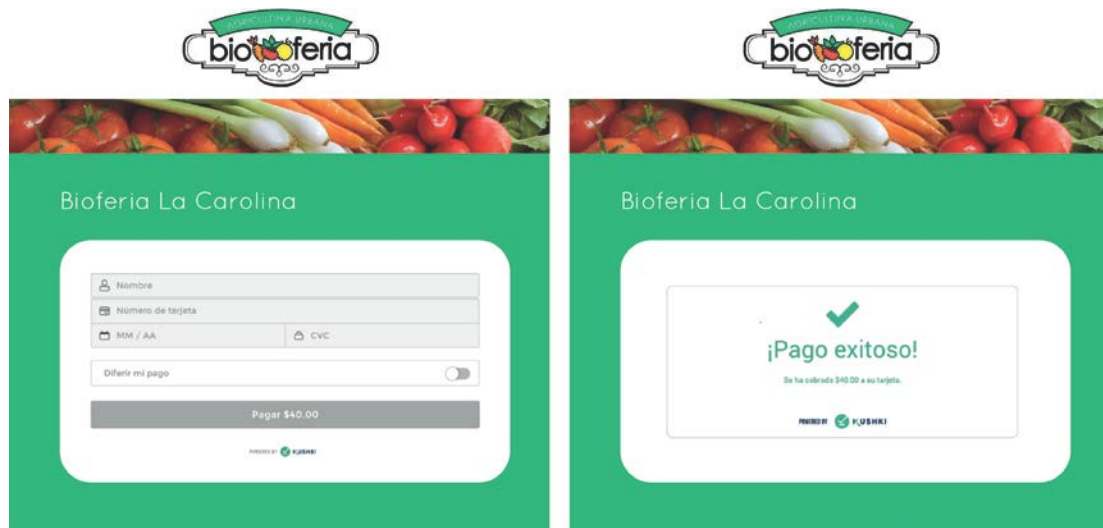 AGRICULTURA URBANA
bioferia
Bioferia La Carolina
Nombre
Número de tarjeta
MM / AA
CVC
Diferir mi pago
Pagar $40.00
POWERED BY KUSHKI
AGRICULTURA URBANA
bioferia
Bioferia La Carolina
¡Pago exitoso!
Se ha cobrado $40.00 a su tarjeta.
POWERED BY KUSHKI